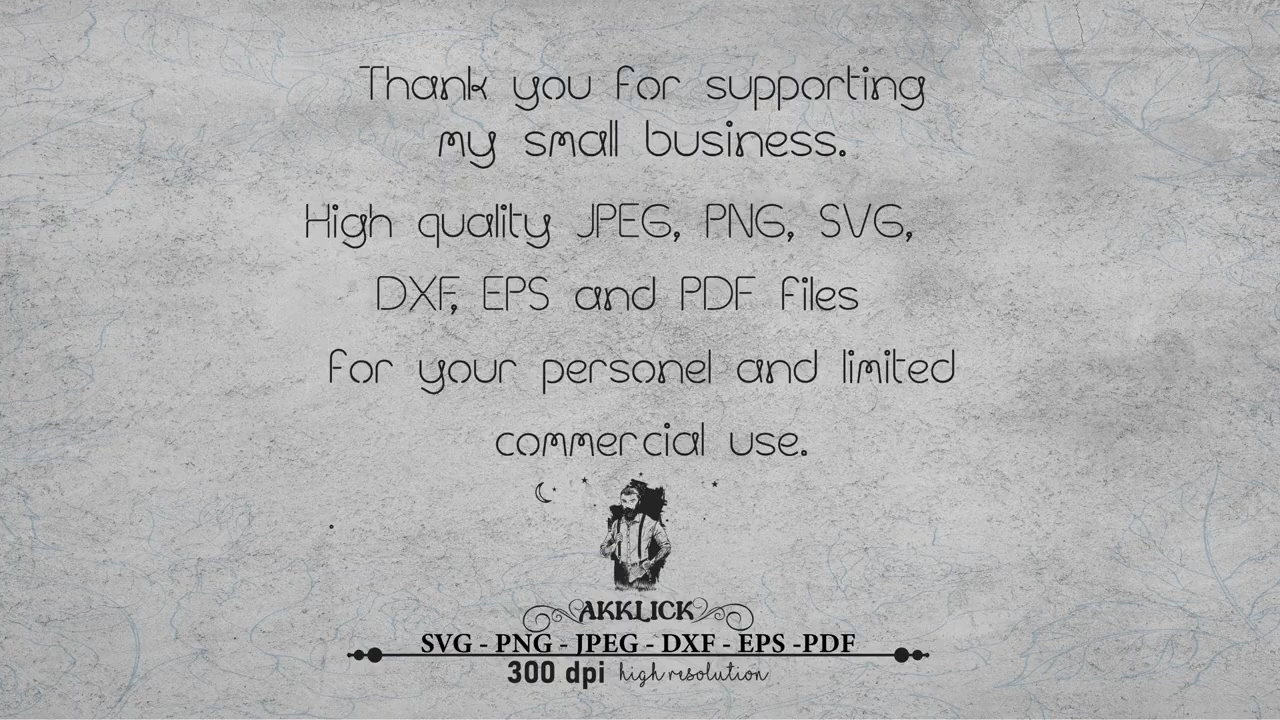 Thank you for supporting
my small business.
High quality JPEG, PNG, SVG,
DXF, EPS and PDF files
for your personel and limited
commercial use.
AKKLICK
SVG - PNG - JPEG - DXF - EPS -PDF
300 dpi high resolution